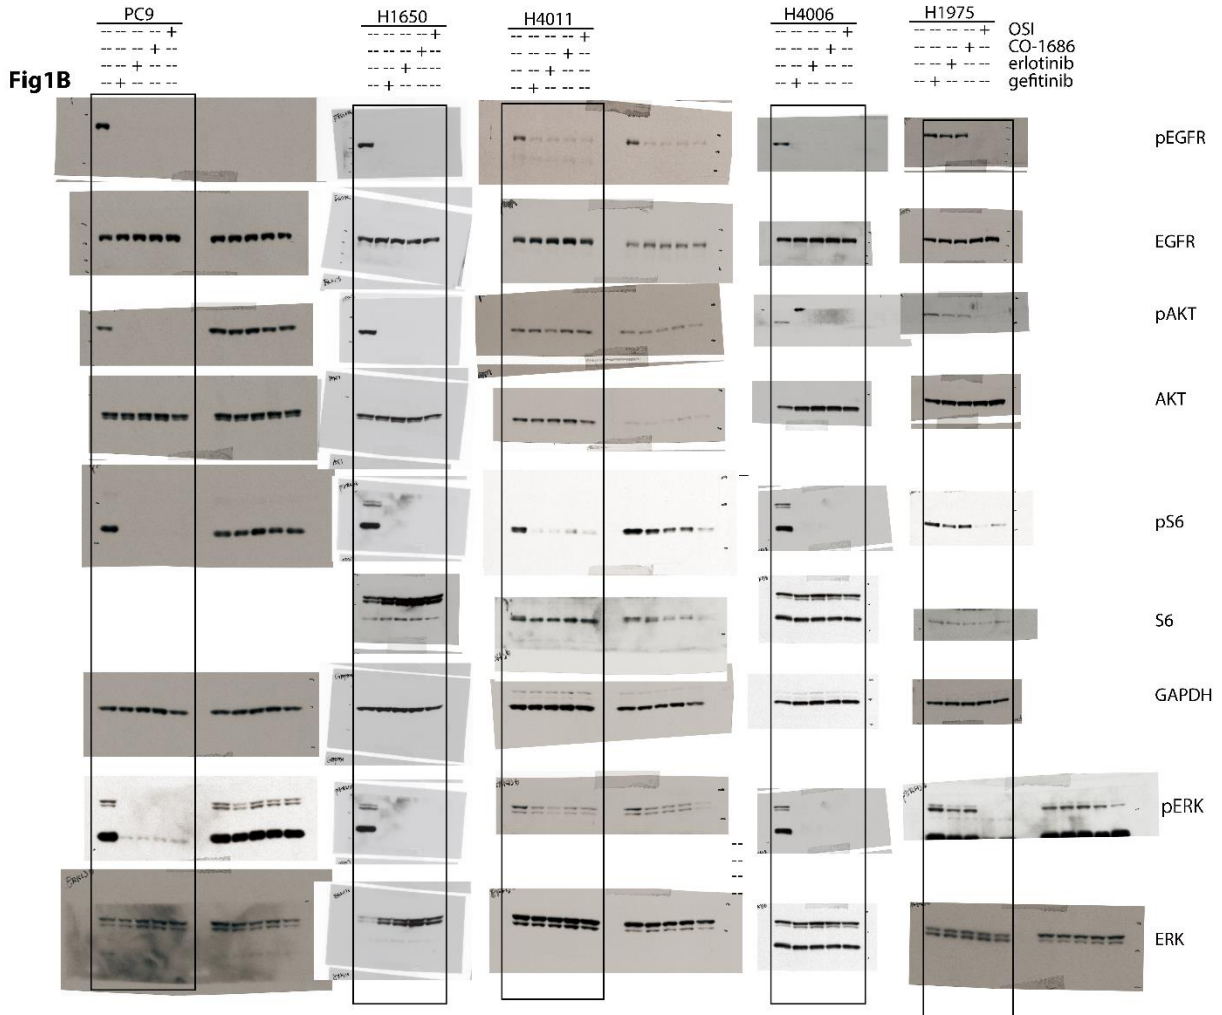 PC9 H1650 H4011 H4006 H1975
-- -- -- -- + -- -- -- -- + -- -- -- -- + -- -- -- -- + -- -- -- -- + OSI
-- -- -- + -- -- -- -- + -- -- -- -- + -- -- -- -- + -- -- -- -- + -- CO-1686
-- -- + -- -- -- -- + -- -- -- -- + -- -- -- -- + -- -- -- -- + -- -- erlotinib
-- + -- -- -- -- + -- -- -- -- + -- -- -- -- + -- -- -- -- + -- -- -- gefitinib
Fig1B
pEGFR
EGFR
pAKT
AKT
pS6
S6
GAPDH
pERK
--
--
--
--
ERK